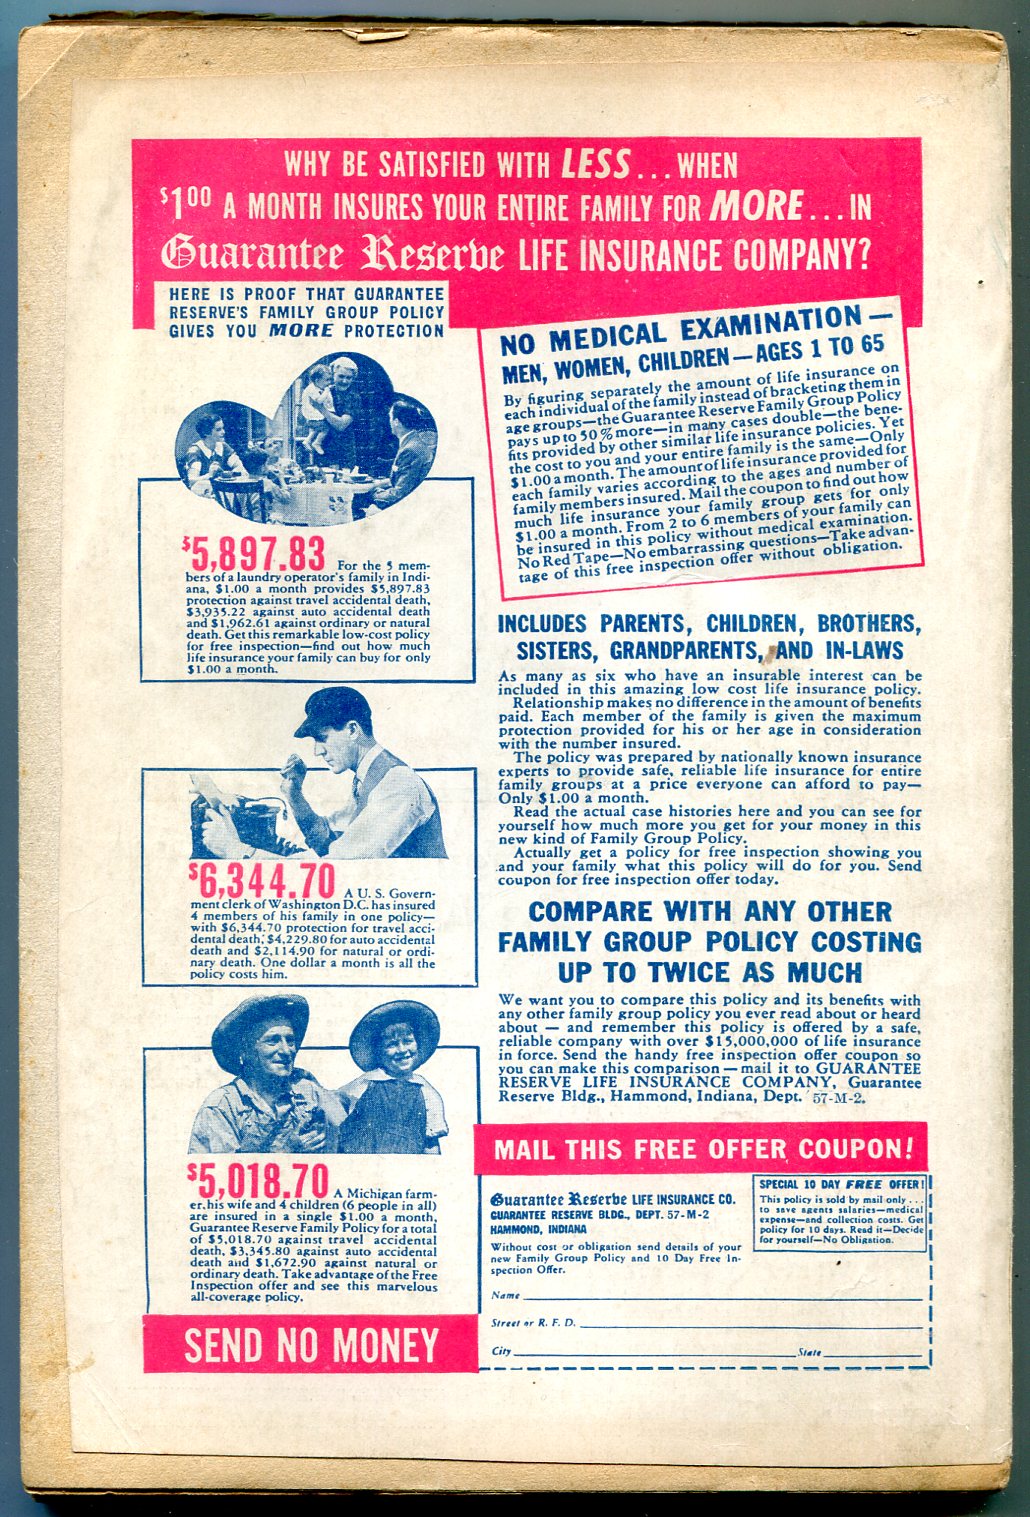 WHY BE SATISFIED WITH LESS...WHEN
$1.00 A MONTH INSURES YOUR ENTIRE FAMILY FOR MORE...IN
Guarantee Reserve LIFE INSURANCE COMPANY?
HERE IS PROOF THAT GUARANTEE
RESERVE'S FAMILY GROUP POLICY
GIVES YOU MORE PROTECTION
$5,897.83 For the 5 mem-
bers of a laundry operator's family in Indi-
ana, $1.00 a month provides $5,897.83
protection against travel accidental death,
$3,935.22 against auto accidental death
and $1,962.61 against ordinary or natural
death. Get this remarkable low-cost policy
for free inspection—find out how much
life insurance your family can buy for only
$1.00 a month.
$6,344.70 A U. S. Govern-
ment clerk of Washington D.C. has insured
4 members of his family in one policy—
with $6,344.70 protection for travel acci-
dental death, $4,229.80 for auto accidental
death and $2,114.90 for natural or ordi-
nary death. One dollar a month is all the
policy costs him.
$5,018.70 A Michigan farm-
er, his wife and 4 children (6 people in all)
are insured in a single $1.00 a month,
Guarantee Reserve Family Policy for a total
of $5,018.70 against travel accidental
death, $3,345.80 against auto accidental
death and $1,672.90 against natural or
ordinary death. Take advantage of the Free
Inspection offer and see this marvelous
all-coverage policy.
SEND NO MONEY
NO MEDICAL EXAMINATION—
MEN, WOMEN, CHILDREN—AGES 1 TO 65
By figuring separately the amount of life insurance on
each individual of the family instead of bracketing them in
age groups—the Guarantee Reserve Family Group Policy
pays up to 50% more—in many cases double—the bene-
fits provided by other similar life insurance policies. Yet
the cost to you and your entire family is the same—Only
$1.00 a month. The amount of life insurance provided for
each family varies according to the ages and number of
family members insured. Mail the coupon to find out how
much life insurance your family group gets for only
$1.00 a month. From 2 to 6 members of your family can
be insured in this policy without medical examination.
No Red Tape—No embarrassing questions—Take advan-
tage of this free inspection offer without obligation.
INCLUDES PARENTS, CHILDREN, BROTHERS,
SISTERS, GRANDPARENTS, AND IN-LAWS
As many as six who have an insurable interest can be
included in this amazing low cost life insurance policy.
Relationship makes no difference in the amount of benefits
paid. Each member of the family is given the maximum
protection provided for his or her age in consideration
with the number insured.
The policy was prepared by nationally known insurance
experts to provide safe, reliable life insurance for entire
family groups at a price everyone can afford to pay—
Only $1.00 a month.
Read the actual case histories here and you can see for
yourself how much more you get for your money in this
new kind of Family Group Policy.
Actually get a policy for free inspection showing you
and your family what this policy will do for you. Send
coupon for free inspection offer today.
COMPARE WITH ANY OTHER
FAMILY GROUP POLICY COSTING
UP TO TWICE AS MUCH
We want you to compare this policy and its benefits with
any other family group policy you ever read about or heard
about — and remember this policy is offered by a safe,
reliable company with over $15,000,000 of life insurance
in force. Send the handy free inspection offer coupon so
you can make this comparison—mail it to GUARANTEE
RESERVE LIFE INSURANCE COMPANY, Guarantee
Reserve Bldg., Hammond, Indiana, Dept. 57-M-2.
MAIL THIS FREE OFFER COUPON!
Guarantee Reserve LIFE INSURANCE CO.
GUARANTEE RESERVE BLDG., DEPT. 57-M-2
HAMMOND, INDIANA
Without cost or obligation send details of your
new Family Group Policy and 10 Day Free In-
spection Offer.
SPECIAL 10 DAY FREE OFFER!
This policy is sold by mail only...
to save agents salaries—medical
expense—and collection costs. Get
policy for 10 days. Read it—Decide
for yourself—No Obligation.
Name
Street or R. F. D.
City State